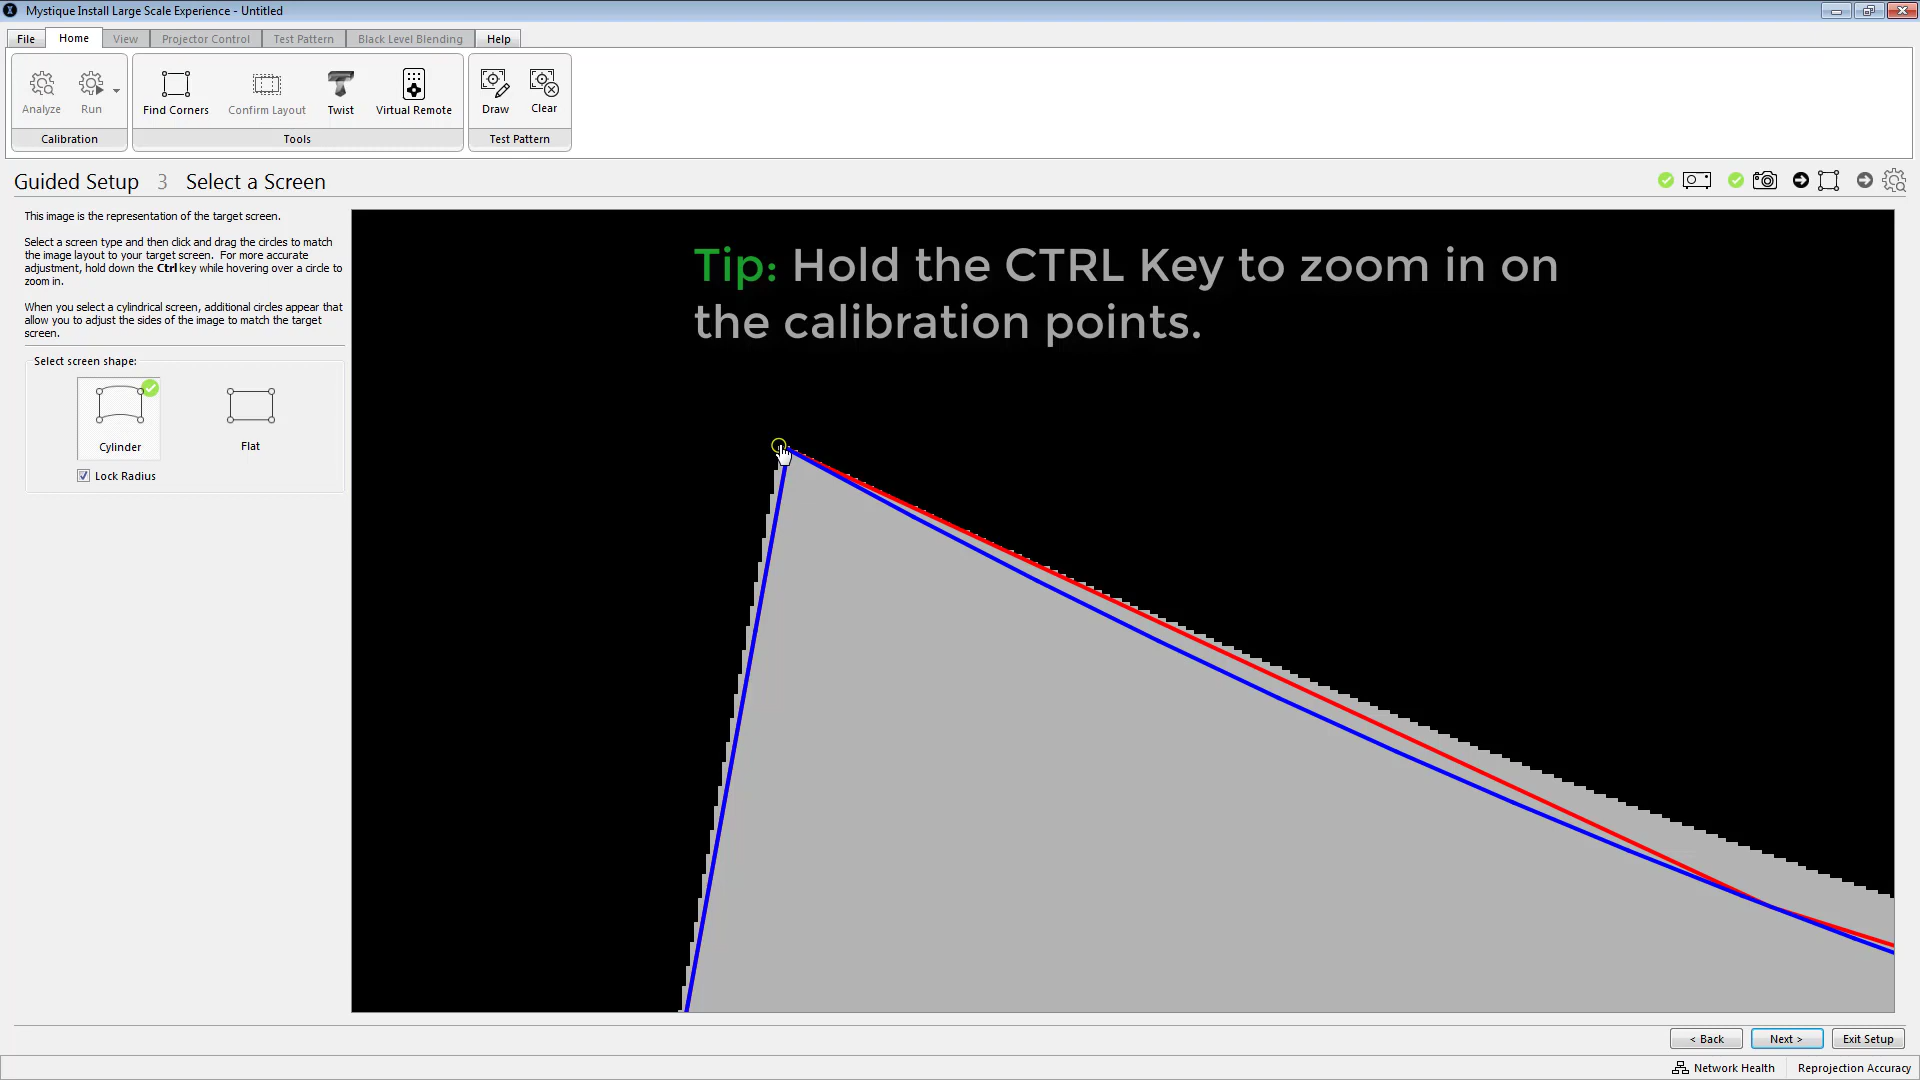 Mystique Install Large Scale Experience - Untitled
File Home View Projector Control Test Pattern Black Level Blending Help
Analyze Run Find Corners Confirm Layout Twist Virtual Remote Draw Clear
Calibration Tools Test Pattern
Guided Setup 3 Select a Screen
This image is the representation of the target screen.
Select a screen type and then click and drag the circles to match
the image layout to your target screen. For more accurate
adjustment, hold down the Ctrl key while hovering over a circle to
zoom in.
When you select a cylindrical screen, additional circles appear that
allow you to adjust the sides of the image to match the target
screen.
Select screen shape:
Cylinder Flat
Lock Radius
Tip: Hold the CTRL Key to zoom in on
the calibration points.
< Back Next > Exit Setup
Network Health Reprojection Accuracy